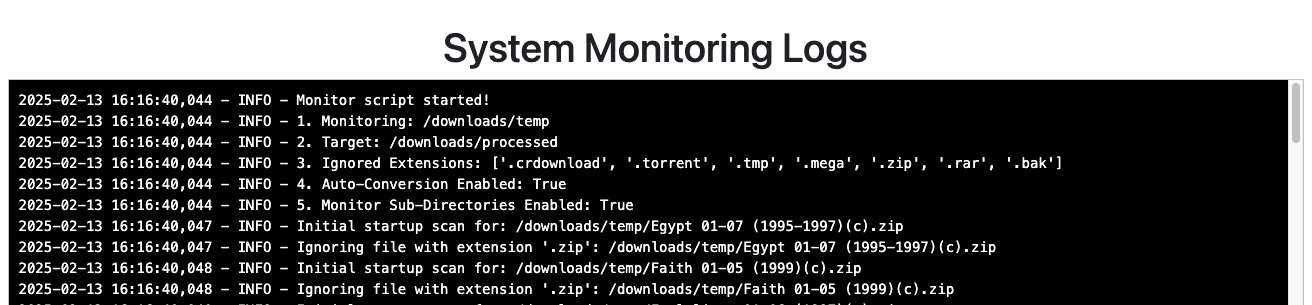 System Monitoring Logs
2025-02-13 16:16:40,044 - INFO - Monitor script started!
2025-02-13 16:16:40,044 - INFO - 1. Monitoring: /downloads/temp
2025-02-13 16:16:40,044 - INFO - 2. Target: /downloads/processed
2025-02-13 16:16:40,044 - INFO - 3. Ignored Extensions: ['.crdownload', '.torrent', '.tmp', '.mega', '.zip', '.rar', '.bak']
2025-02-13 16:16:40,044 - INFO - 4. Auto-Conversion Enabled: True
2025-02-13 16:16:40,044 - INFO - 5. Monitor Sub-Directories Enabled: True
2025-02-13 16:16:40,047 - INFO - Initial startup scan for: /downloads/temp/Egypt 01-07 (1995-1997)(c).zip
2025-02-13 16:16:40,047 - INFO - Ignoring file with extension '.zip': /downloads/temp/Egypt 01-07 (1995-1997)(c).zip
2025-02-13 16:16:40,048 - INFO - Initial startup scan for: /downloads/temp/Faith 01-05 (1999)(c).zip
2025-02-13 16:16:40,048 - INFO - Ignoring file with extension '.zip': /downloads/temp/Faith 01-05 (1999)(c).zip